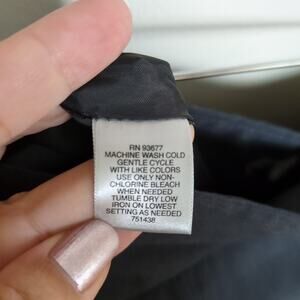 RN 93677
MACHINE WASH COLD
GENTLE CYCLE
WITH LIKE COLORS
USE ONLY NON-
CHLORINE BLEACH
WHEN NEEDED
TUMBLE DRY LOW
IRON ON LOWEST
SETTING AS NEEDED
751438